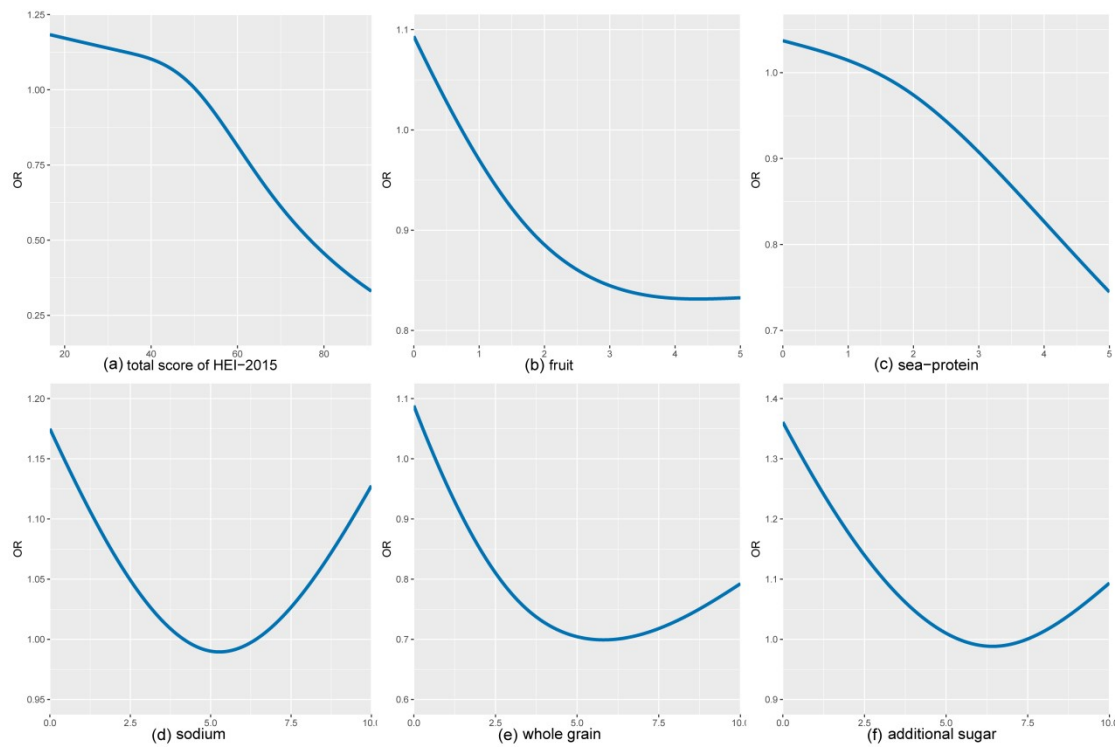 1.25
1.00
0.75
0.50
0.25
OR
20 40 60 80
(a) total score of HEI-2015
1.1
1.0
0.9
0.8
OR
0 1 2 3 4 5
(b) fruit
1.0
0.9
0.8
0.7
OR
0 1 2 3 4 5
(c) sea-protein
1.20
1.15
1.10
1.05
1.00
0.95
OR
0.0 2.5 5.0 7.5 10.0
(d) sodium
1.1
1.0
0.9
0.8
0.7
0.6
OR
0.0 2.5 5.0 7.5 10.0
(e) whole grain
1.4
1.3
1.2
1.1
1.0
0.9
OR
0.0 2.5 5.0 7.5 10.0
(f) additional sugar